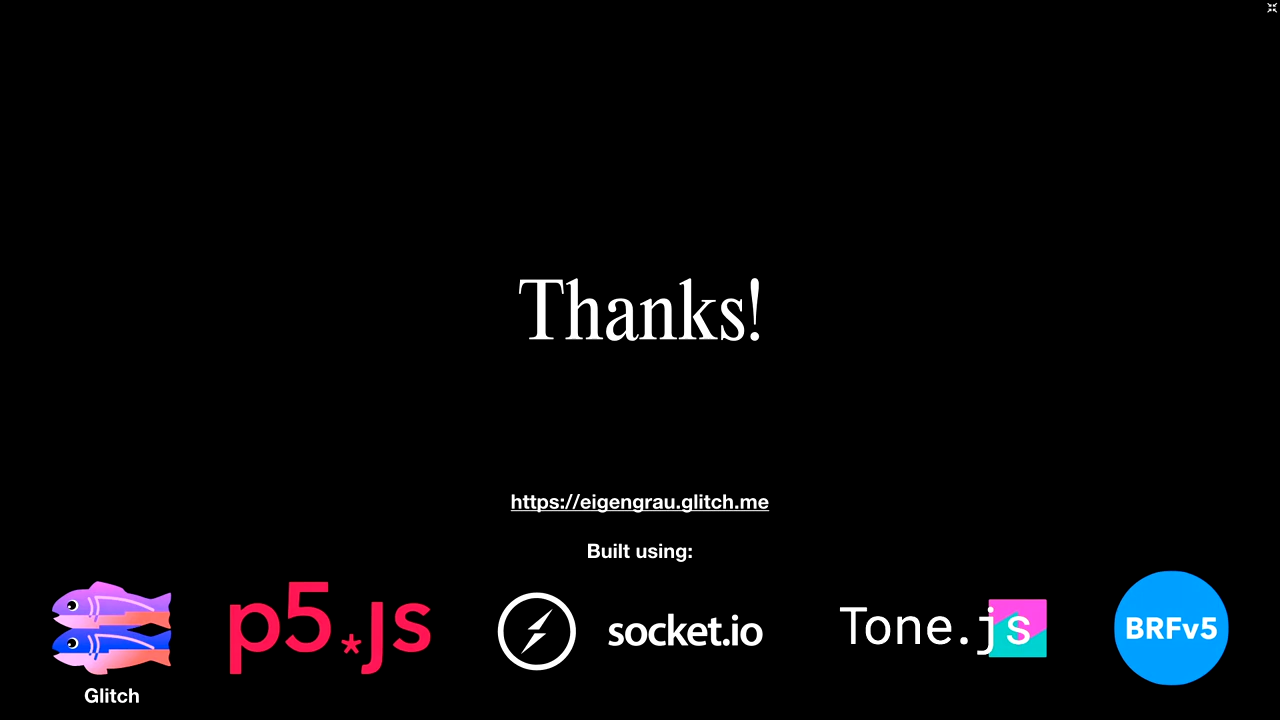 Thanks!
https://eigengrau.glitch.me
Built using:
p5*js
socket.io
Tone.js
BRFv5
Glitch